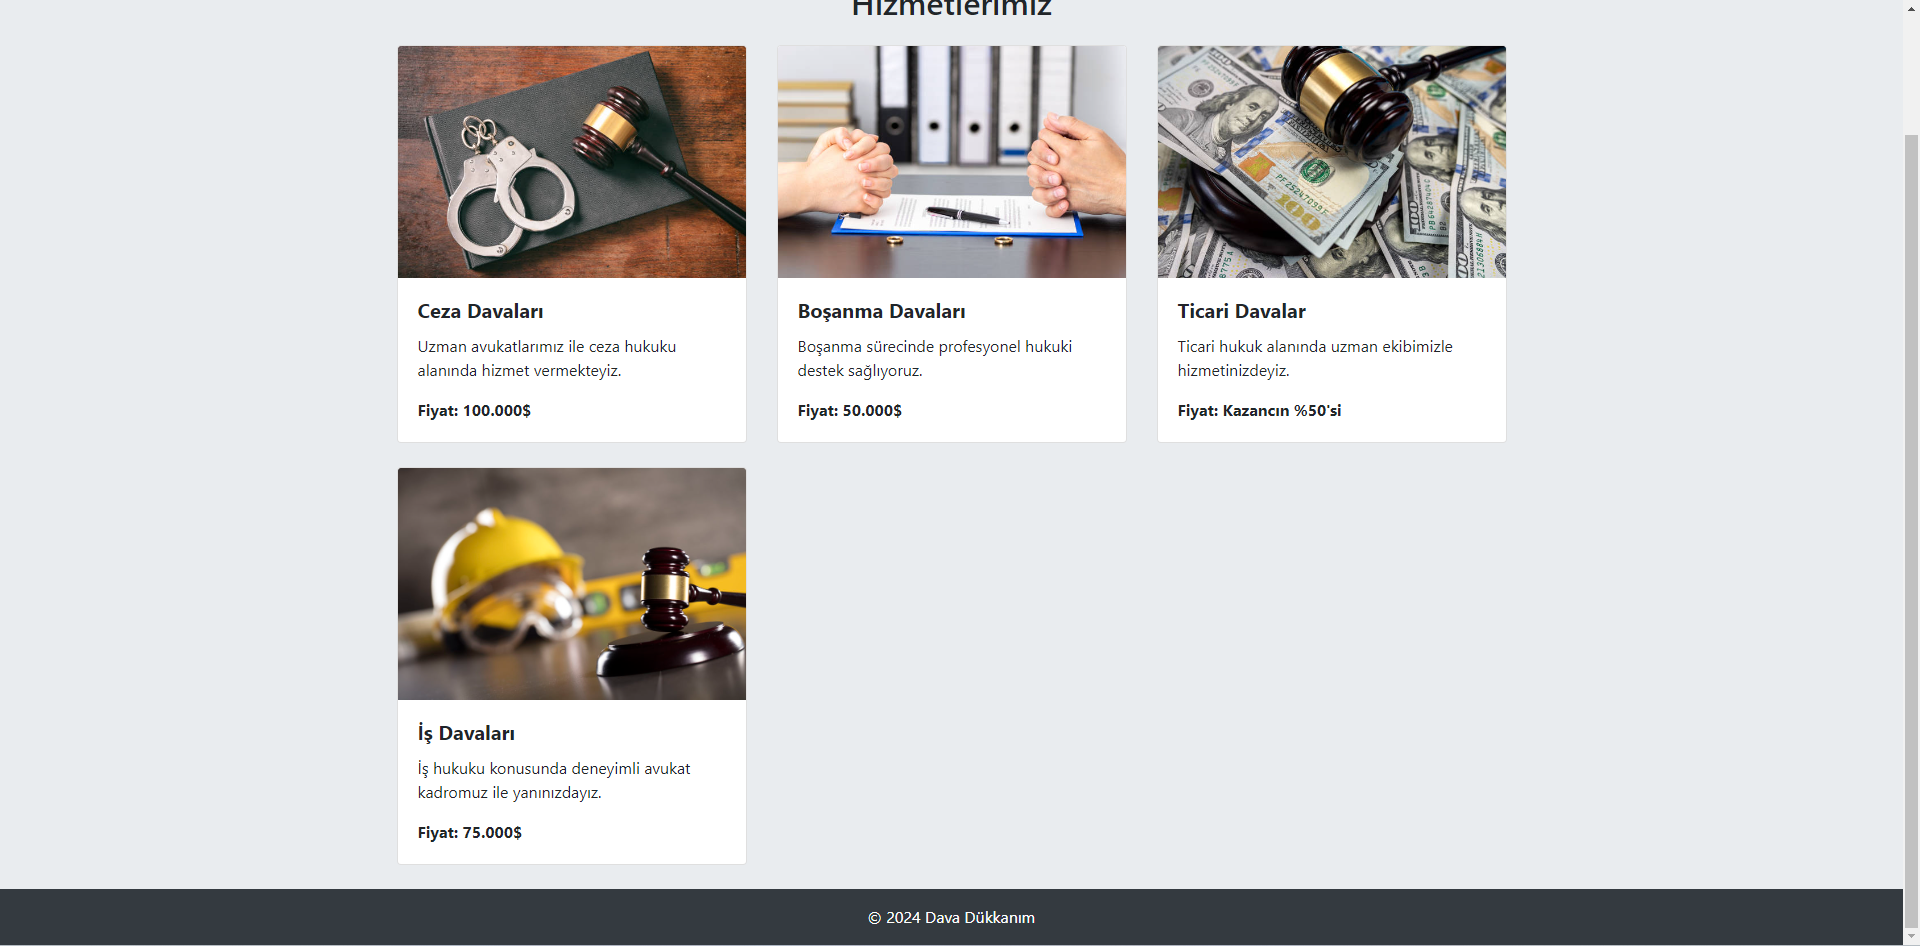 Hizmetlerimiz
Ceza Davaları
Uzman avukatlarımız ile ceza hukuku
alanında hizmet vermekteyiz.
Fiyat: 100.000$
Boşanma Davaları
Boşanma sürecinde profesyonel hukuki
destek sağlıyoruz.
Fiyat: 50.000$
Ticari Davalar
Ticari hukuk alanında uzman ekibimizle
hizmetinizdeyiz.
Fiyat: Kazancın %50'si
İş Davaları
İş hukuku konusunda deneyimli avukat
kadromuz ile yanınızdayız.
Fiyat: 75.000$
© 2024 Dava Dükkanım